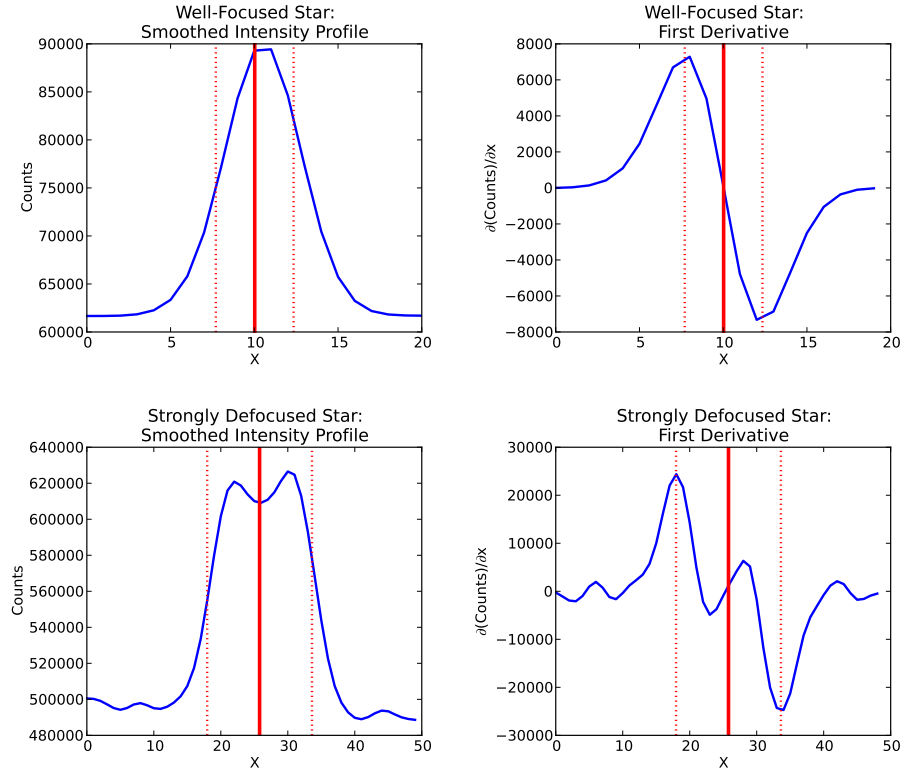 Well-Focused Star:
Smoothed Intensity Profile
90000
85000
80000
75000
70000
65000
60000
Counts
0 5 10 15 20
X
Well-Focused Star:
First Derivative
8000
6000
4000
2000
0
−2000
−4000
−6000
−8000
∂(Counts)/∂x
0 5 10 15 20
X
Strongly Defocused Star:
Smoothed Intensity Profile
640000
620000
600000
580000
560000
540000
520000
500000
480000
Counts
0 10 20 30 40 50
X
Strongly Defocused Star:
First Derivative
30000
20000
10000
0
−10000
−20000
−30000
∂(Counts)/∂x
0 10 20 30 40 50
X